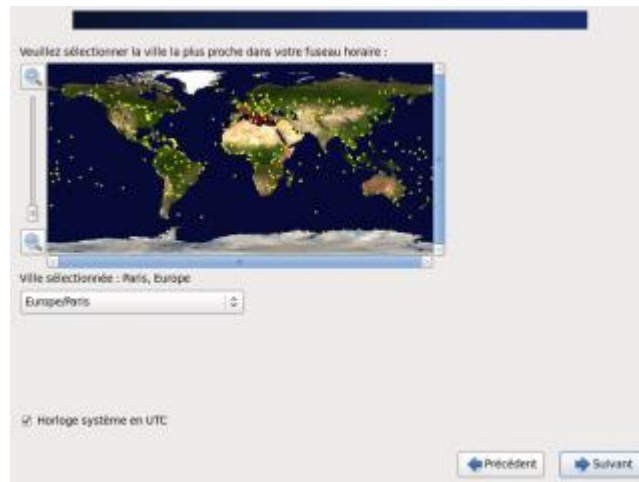 Veuillez sélectionner la ville la plus proche dans votre fuseau horaire :
Ville sélectionnée : Paris, Europe
Europe/Paris
Horloge système en UTC
Précédent
Suivant